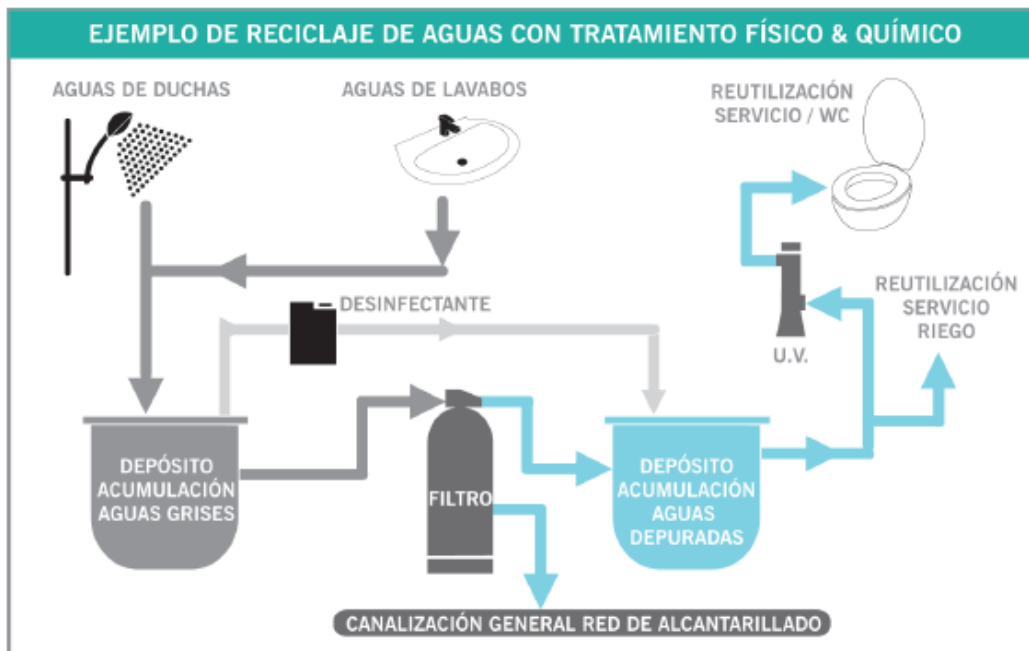 EJEMPLO DE RECICLAJE DE AGUAS CON TRATAMIENTO FÍSICO & QUÍMICO
AGUAS DE DUCHAS
AGUAS DE LAVABOS
REUTILIZACIÓN
SERVICIO / WC
DESINFECTANTE
U.V.
REUTILIZACIÓN
SERVICIO
RIEGO
DEPÓSITO
ACUMULACIÓN
AGUAS GRISES
FILTRO
DEPÓSITO
ACUMULACIÓN
AGUAS
DEPURADAS
CANALIZACIÓN GENERAL RED DE ALCANTARILLADO